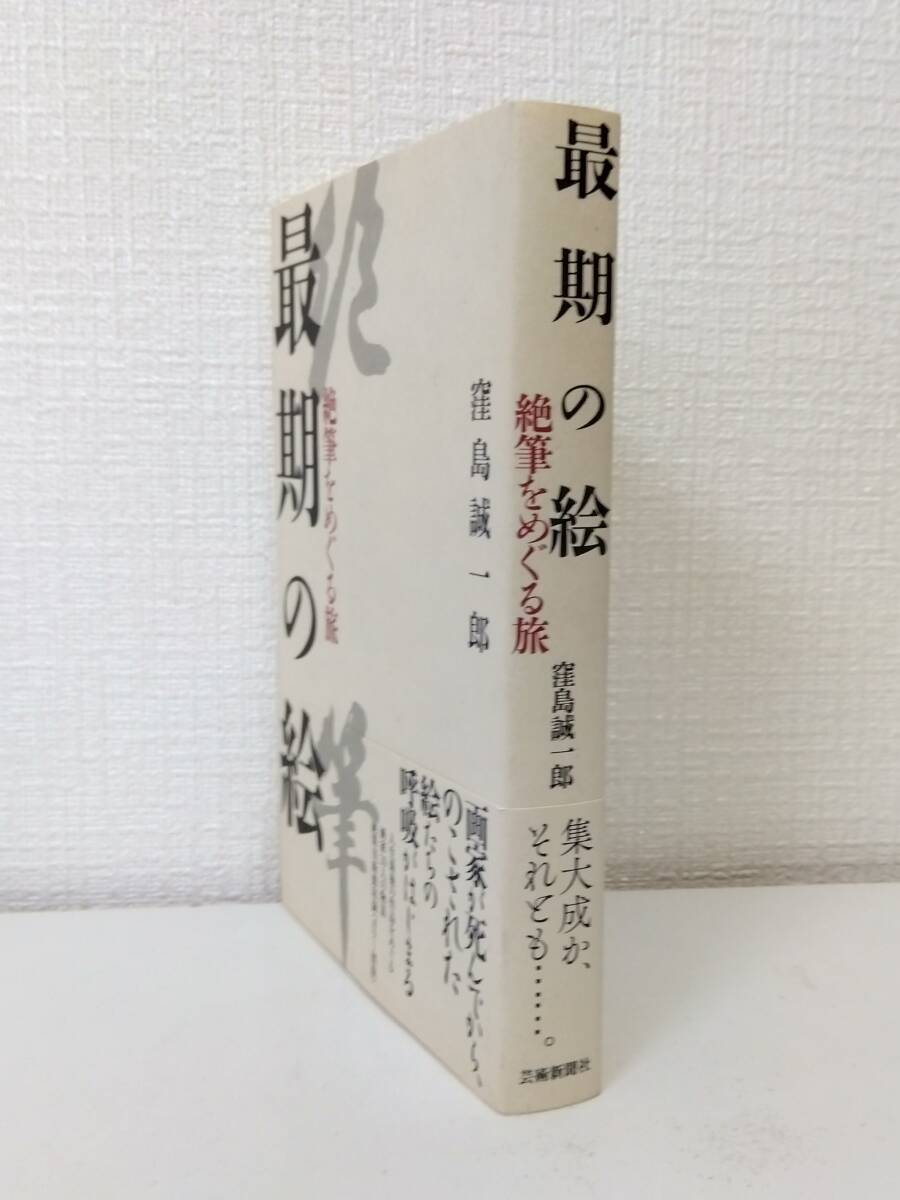 最期の絵
絶筆をめぐる旅
窪島誠一郎
集大成か、
それとも……。
芸術新聞社
絶筆
最期の絵
絶筆をめぐる旅
窪島誠一郎
画家が死んでから、
のこされた
絵たちの
呼吸がはじまる